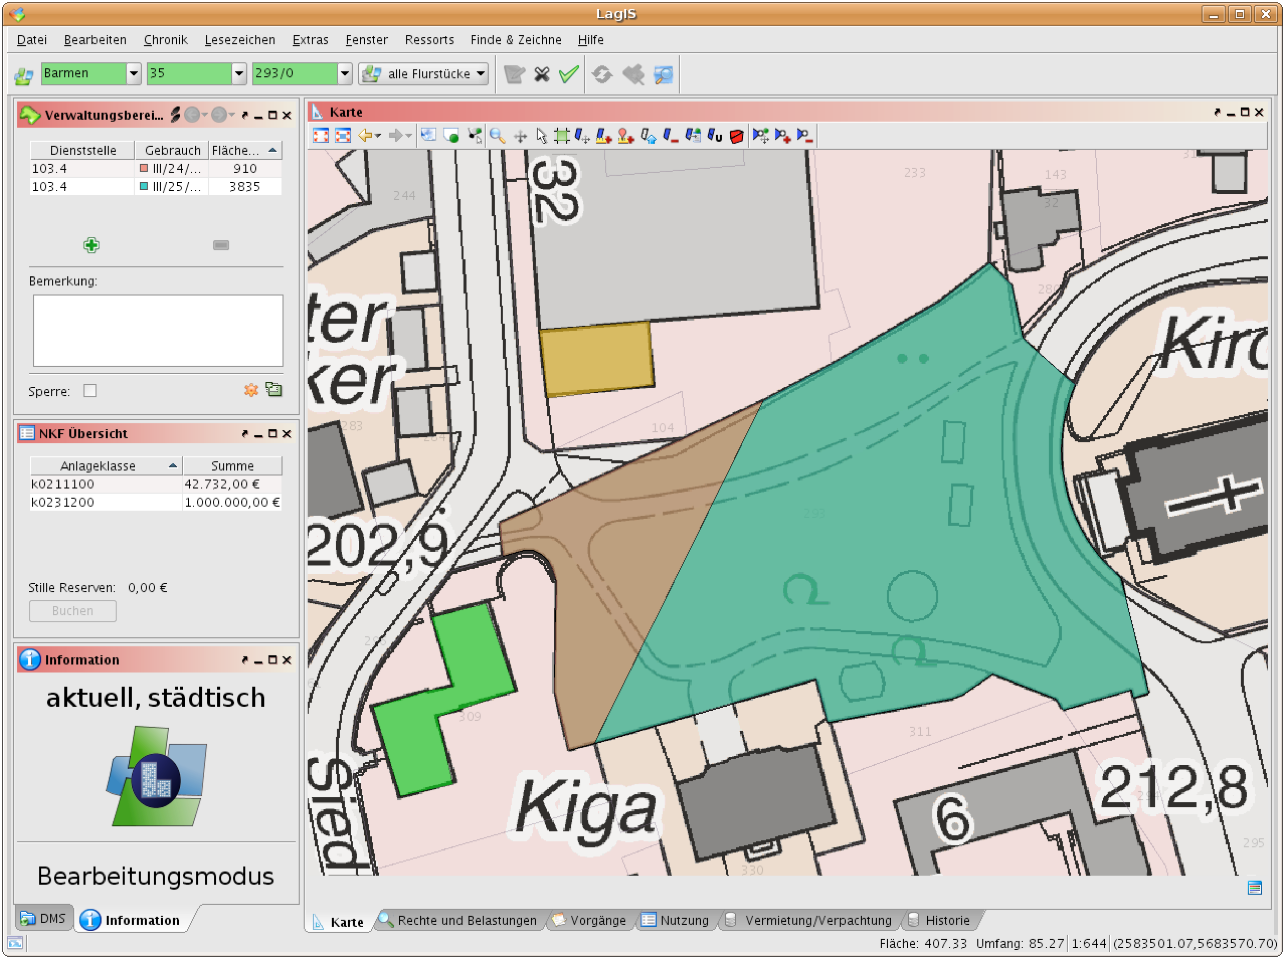 LagIS
Datei Bearbeiten Chronik Lesezeichen Extras Fenster Ressorts Finde & Zeichne Hilfe
Barmen 35 293/0 alle Flurstücke
Verwaltungsberei...
Dienststelle Gebrauch Fläche...
103.4 III/24/... 910
103.4 III/25/... 3835
Bemerkung:
Sperre:
NKF Übersicht
Anlageklasse Summe
k0211100 42.732,00 €
k0231200 1.000.000,00 €
Stille Reserven: 0,00 €
Buchen
Information
aktuell, städtisch
Bearbeitungsmodus
DMS Information
Karte
32
244
233
143
32
ter
ker
283
104
Kirc
202,9
309
311
Kiga
6
212,8
Sied
330
295
Karte Rechte und Belastungen Vorgänge Nutzung Vermietung/Verpachtung Historie
Fläche: 407.33 Umfang: 85.27 1:644 (2583501.07,5683570.70)